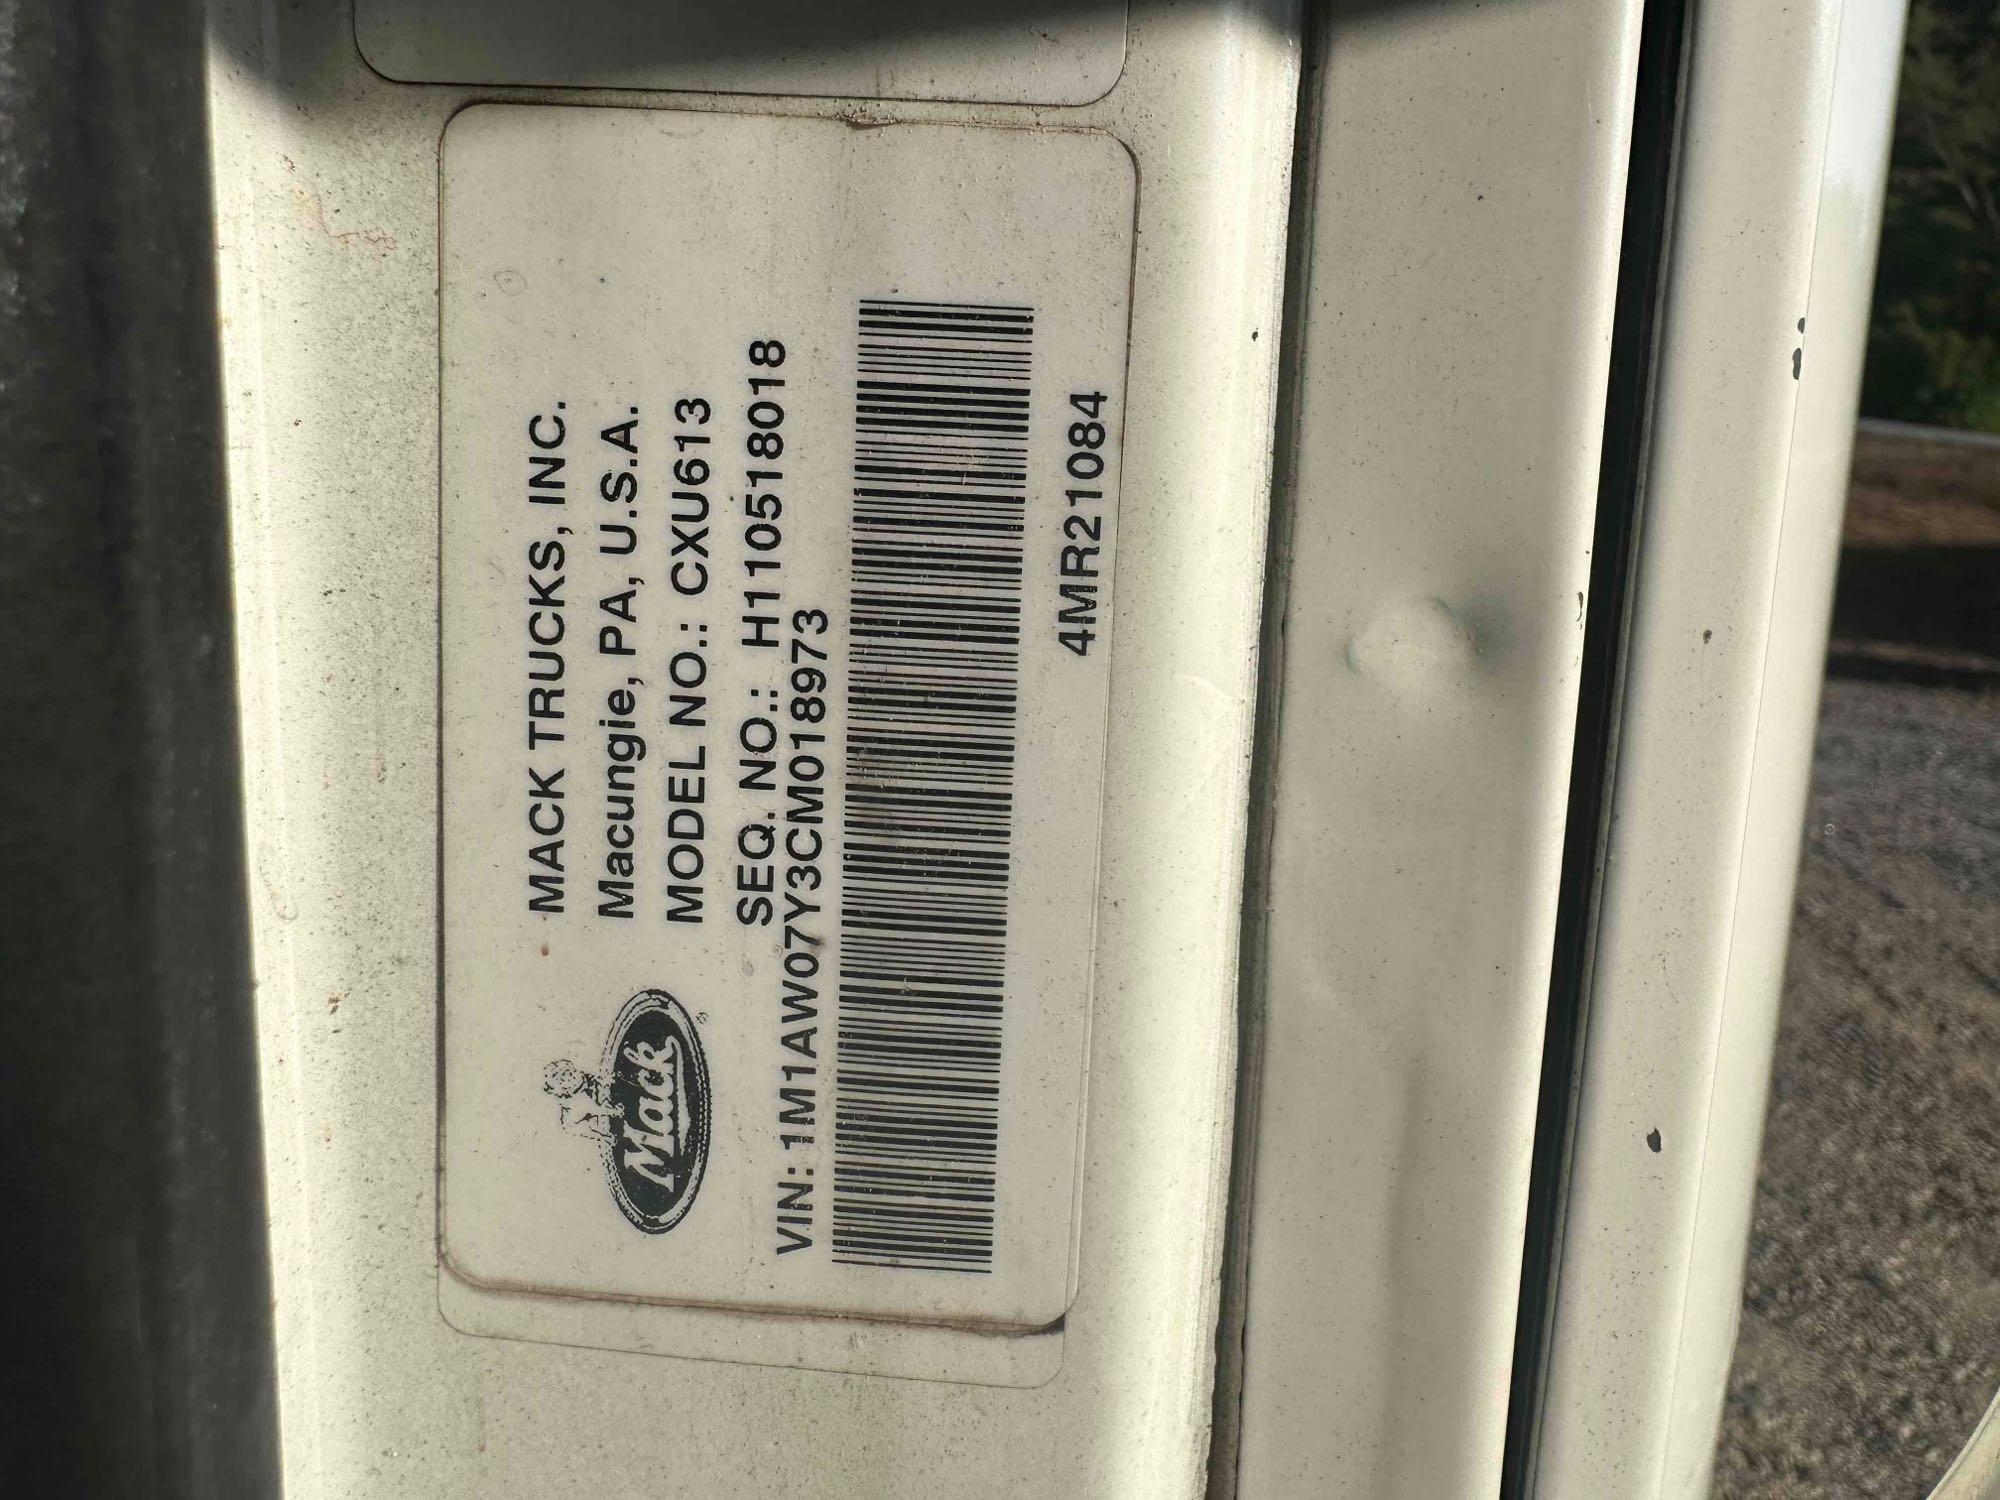 MACK TRUCKS, INC.
Macungie, PA, U.S.A.
MODEL NO.: CXU613
SEQ. NO.: H110518018
Mack
®
VIN: 1M1AW07Y3CM018973
4MR21084